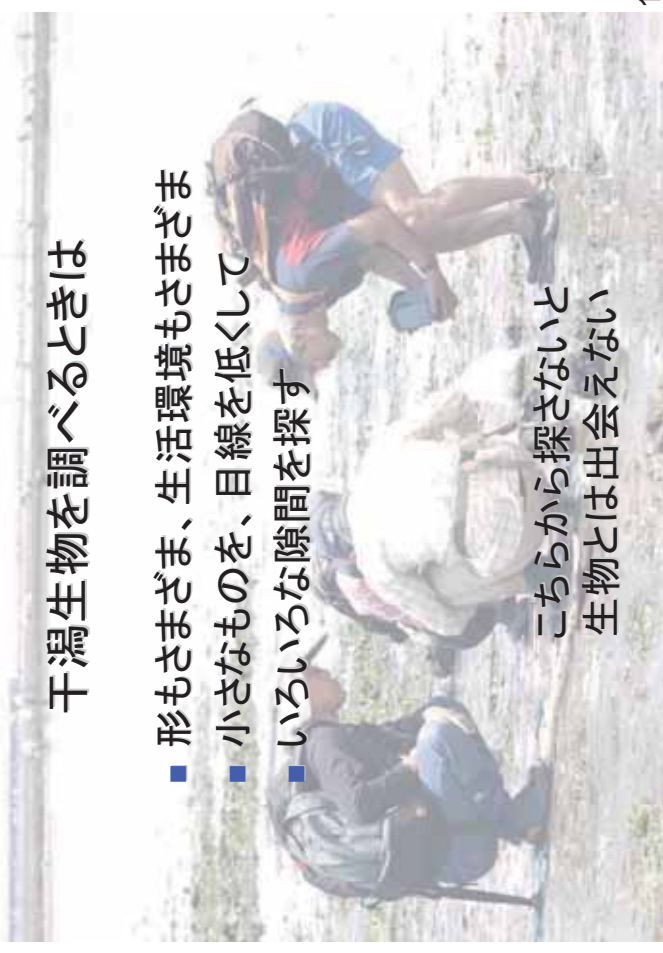 干潟生物を調べるときは
■ 形もさまざま、生活環境もさまざま
■ 小さなものを、目線を低くして
■ いろいろな隙間を探す
こちらから探さないと
生物とは出会えない